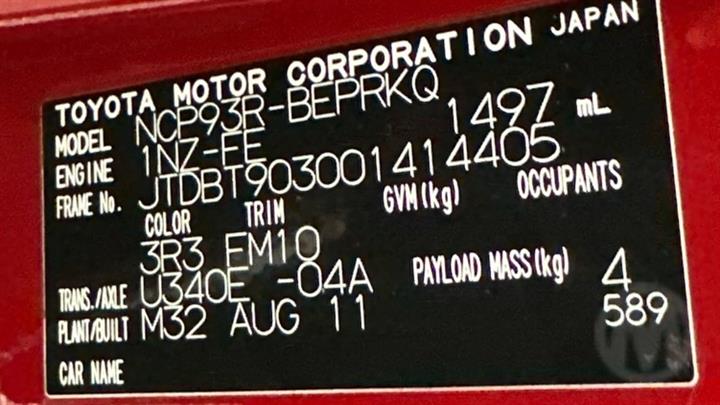 TOYOTA MOTOR CORPORATION JAPAN
MODEL NCP93R-BEPRKQ
ENGINE 1NZ-FE 1497 mL
FRAME No. JTDBT903001414405
COLOR TRIM GVM(kg) OCCUPANTS
3R3 FM10
TRANS./AXLE U340E -04A PAYLOAD MASS(kg) 4
PLANT/BUILT M32 AUG 11 589
CAR NAME